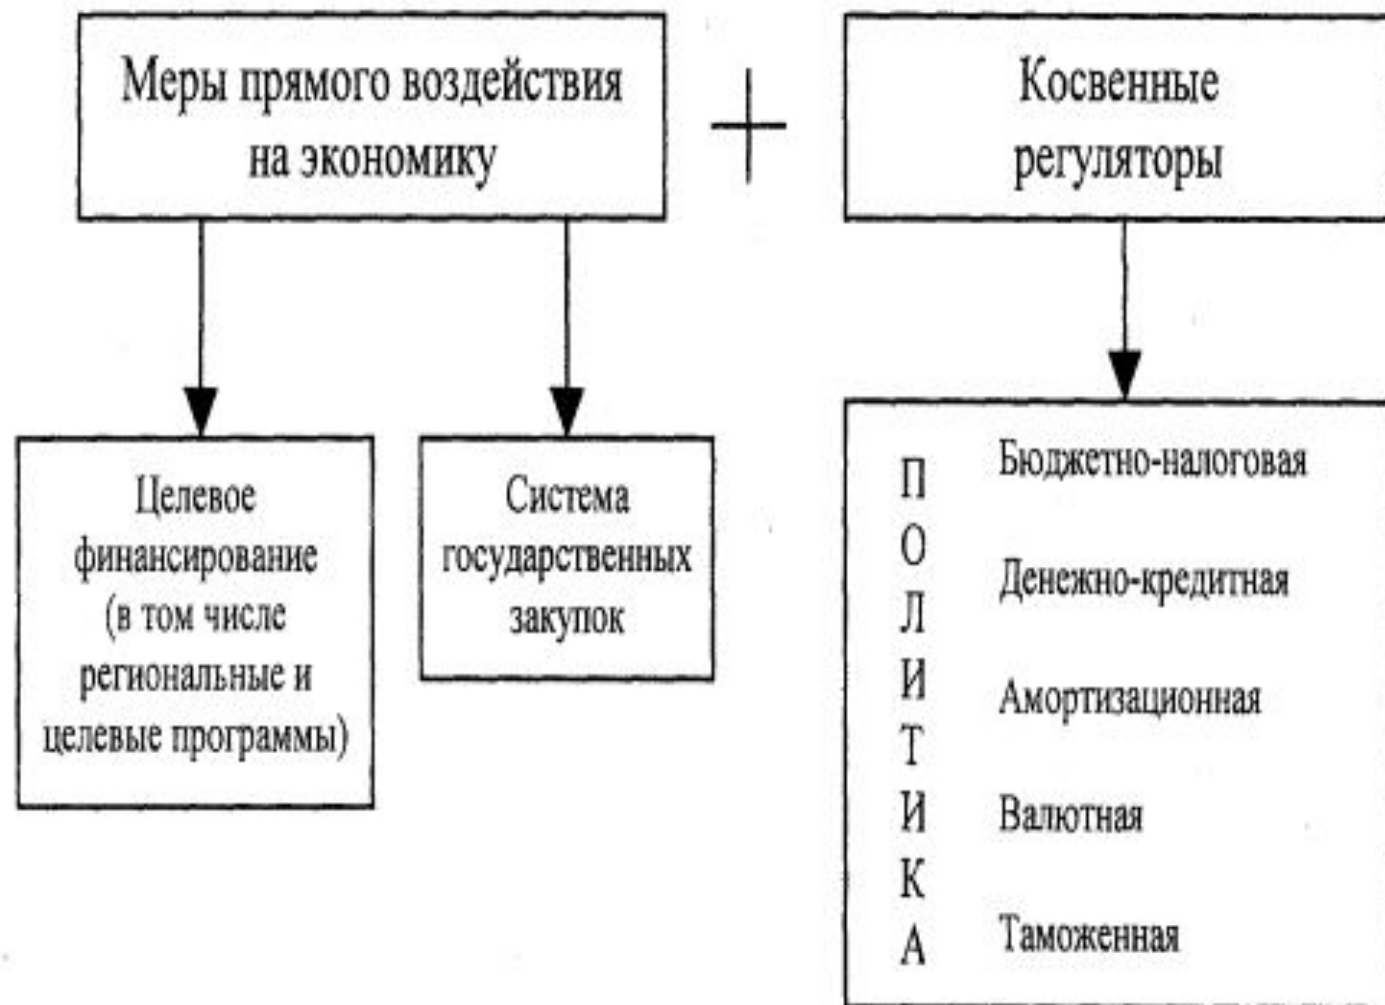 Меры прямого воздействия
на экономику
+
Косвенные
регуляторы
Целевое
финансирование
(в том числе
региональные и
целевые программы)
Система
государственных
закупок
ПОЛИТИКА
Бюджетно-налоговая
Денежно-кредитная
Амортизационная
Валютная
Таможенная